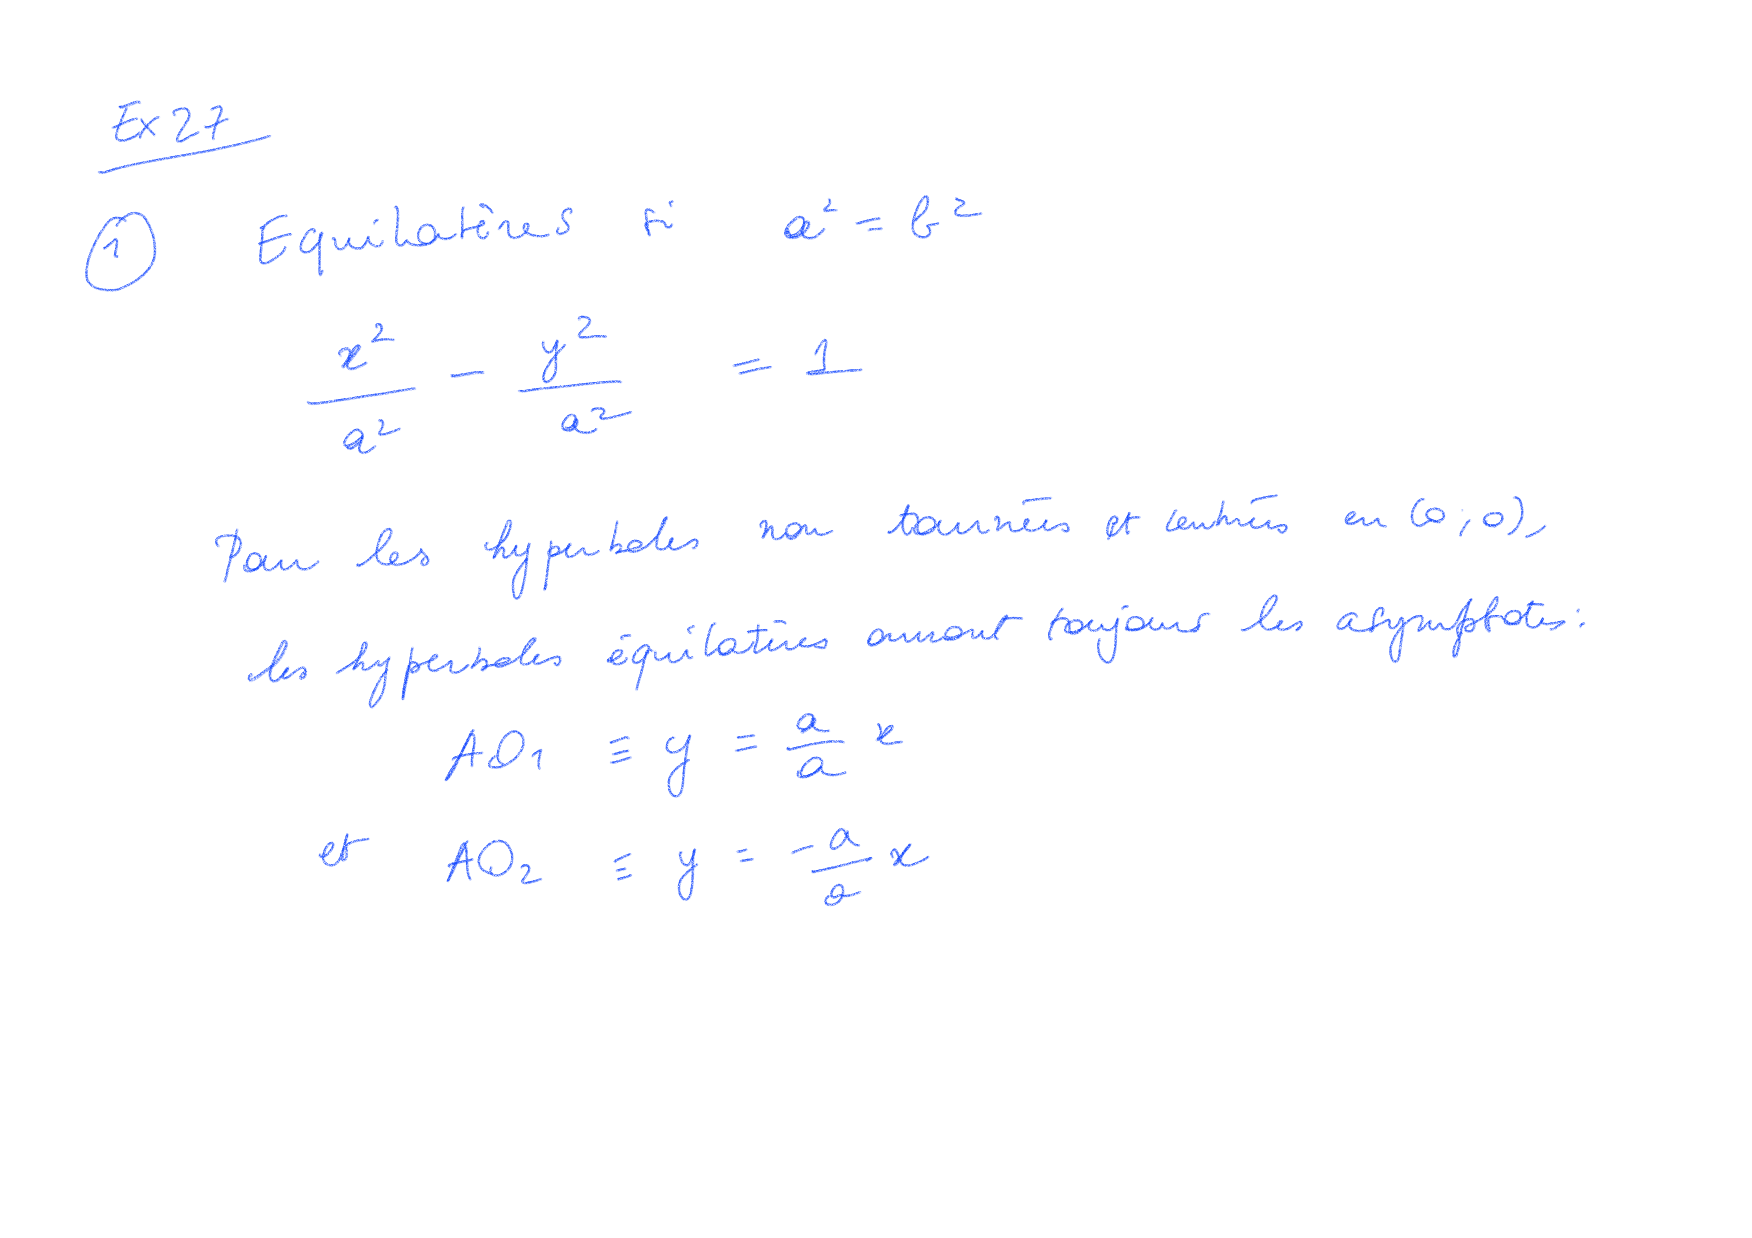 Ex 27
① Equilatères si a² = b²
x²/a² - y²/a² = 1
Pour les hyperboles non tournées et centrées en (0 ; 0),
les hyperboles équilatères auront toujours les asymptotes :
AO₁ ≡ y = a/a x
et AO₂ ≡ y = -a/a x